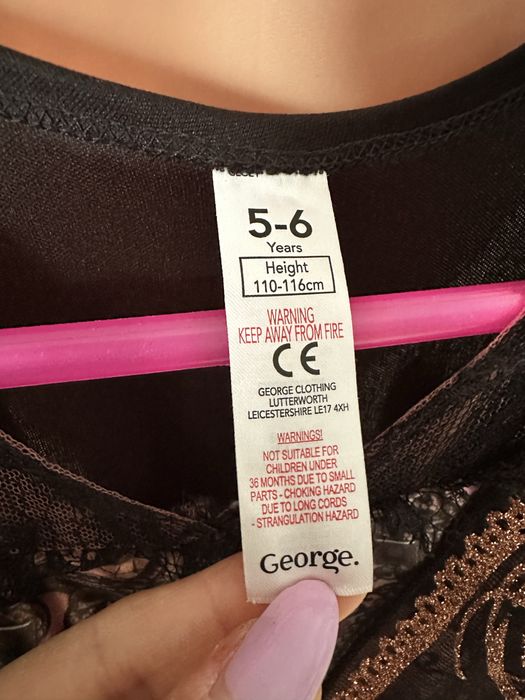 5-6
Years
Height
110-116cm
WARNING
KEEP AWAY FROM FIRE
CE
GEORGE CLOTHING
LUTTERWORTH
LEICESTERSHIRE LE17 4XH
WARNINGS!
NOT SUITABLE FOR
CHILDREN UNDER
36 MONTHS DUE TO SMALL
PARTS - CHOKING HAZARD
DUE TO LONG CORDS
- STRANGULATION HAZARD
George.